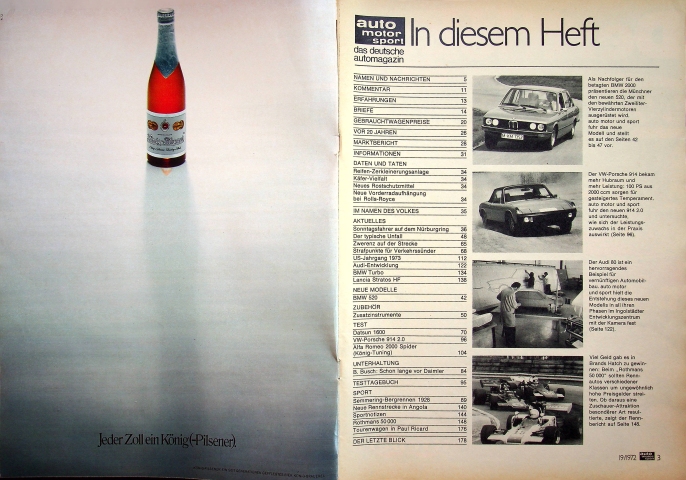 Jeder Zoll ein König(-Pilsener).
auto
motor
sport
das deutsche
automagazin
In diesem Heft
NAMEN UND NACHRICHTEN 5
KOMMENTAR 11
ERFAHRUNGEN 13
BRIEFE 14
GEBRAUCHTWAGENPREISE 20
VOR 20 JAHREN 26
MARKTBERICHT 28
INFORMATIONEN 31
DATEN UND TATEN
Reifen-Zerkleinerungsanlage 34
Käfer-Vielfalt 34
Neues Rostschutzmittel 34
Neue Vorderradaufhängung
bei Rolls-Royce 34
IM NAMEN DES VOLKES 35
AKTUELLES
Sonntagsfahrer auf dem Nürburgring 36
Der typische Unfall 48
Zwerenz auf der Strecke 65
Strafpunkte für Verkehrssünder 68
US-Jahrgang 1973 112
Audi-Entwicklung 122
BMW Turbo 134
Lancia Stratos HF 138
NEUE MODELLE
BMW 520 42
ZUBEHÖR
Zusatzinstrumente 50
TEST
Datsun 1600 70
VW-Porsche 914 2.0 96
Alfa Romeo 2000 Spider
(König-Tuning) 104
UNTERHALTUNG
B. Busch: Schon lange vor Daimler 84
TESTTAGEBUCH 95
SPORT
Semmering-Bergrennen 1928 89
Neue Rennstrecke in Angola 140
Sportnotizen 144
Rothmans 50000 148
Tourenwagen in Paul Ricard 178
DER LETZTE BLICK 178
Als Nachfolger für den
betagten BMW 2000
präsentieren die Münchner
den neuen 520, der mit
den bewährten Zweiliter-
Vierzylindermotoren
ausgerüstet wird.
auto motor und sport
fuhr das neue
Modell und stellt
es auf den Seiten 42
bis 47 vor.
Der VW-Porsche 914 bekam
mehr Hubraum und
mehr Leistung: 100 PS aus
2000 ccm sorgen für
gesteigertes Temperament.
auto motor und sport
fuhr den neuen 914 2.0
und untersuchte,
wie sich der Leistungs-
zuwachs in der Praxis
auswirkt (Seite 96).
Der Audi 80 ist ein
hervorragendes
Beispiel für
vernünftigen Automobil-
bau. auto motor
und sport hielt die
Entstehung dieses neuen
Modells in all ihren
Phasen im Ingolstädter
Entwicklungszentrum
mit der Kamera fest
(Seite 122).
Viel Geld gab es in
Brands Hatch zu gewin-
nen: Beim „Rothmans
50 000“ sollten Renn-
autos verschiedener
Klassen um ungewöhnlich
hohe Preisgelder strei-
ten. Ob daraus eine
Zuschauer-Attraktion
besonderer Art resul-
tierte, zeigt der Renn-
bericht auf Seite 148.
19/1972
auto
motor
sport
3